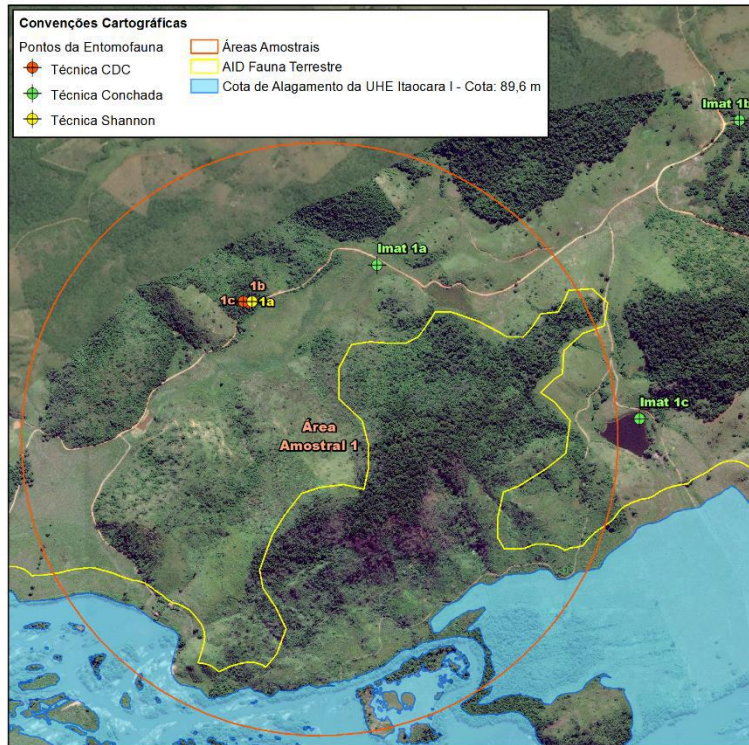 Convenções Cartográficas
Pontos da Entomofauna
Técnica CDC
Técnica Conchada
Técnica Shannon
Áreas Amostrais
AID Fauna Terrestre
Cota de Alagamento da UHE Itaocara I - Cota: 89,6 m
Imat 1b
Imat 1a
1b
1c
1a
Imat 1c
Área
Amostral 1